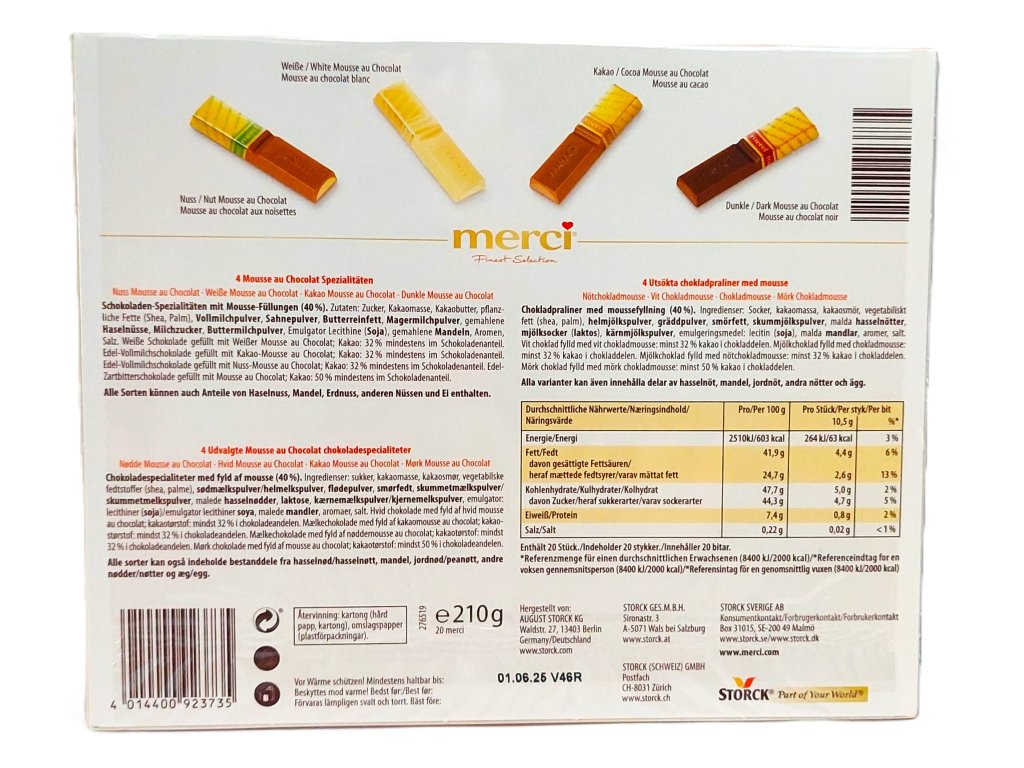 Weiße / White Mousse au Chocolat
Mousse au chocolat blanc
Kakao / Cocoa Mousse au Chocolat
Mousse au cacao
Nuss / Nut Mousse au Chocolat
Mousse au chocolat aux noisettes
Dunkle / Dark Mousse au Chocolat
Mousse au chocolat noir
merci
Finest Selection
4 Mousse au Chocolat Spezialitäten
Nuss Mousse au Chocolat · Weiße Mousse au Chocolat · Kakao Mousse au Chocolat · Dunkle Mousse au Chocolat
Schokoladen-Spezialitäten mit Mousse-Füllungen (40%). Zutaten: Zucker, Kakaomasse, Kakaobutter, pflanz-
liche Fette (Shea, Palm), Vollmilchpulver, Sahnepulver, Butterreinfett, Magermilchpulver, gemahlene
Haselnüsse, Milchzucker, Buttermilchpulver, Emulgator Lecithine (Soja), gemahlene Mandeln, Aromen,
Salz. Weiße Schokolade gefüllt mit Weißer Mousse au Chocolat; Kakao: 32% mindestens im Schokoladenanteil.
Edel-Vollmilchschokolade gefüllt mit Kakao-Mousse au Chocolat; Kakao: 32% mindestens im Schokoladenanteil.
Edel-Vollmilchschokolade gefüllt mit Nuss-Mousse au Chocolat; Kakao: 32% mindestens im Schokoladenanteil. Edel-
Zartbitterschokolade gefüllt mit Mousse au Chocolat; Kakao: 50% mindestens im Schokoladenanteil.
Alle Sorten können auch Anteile von Haselnuss, Mandel, Erdnuss, anderen Nüssen und Ei enthalten.
4 Udvalgte Mousse au Chocolat chokoladespecialiteter
Nødde Mousse au Chocolat · Hvid Mousse au Chocolat · Kakao Mousse au Chocolat · Mørk Mousse au Chocolat
Chokoladespecialiteter med fyld af mousse (40%). Ingredienser: sukker, kakaomasse, kakaosmør, vegetabilske
fedtstoffer (shea, palme), sødmælkspulver/helmelkspulver, flødepulver, smørfedt, skummetmælkspulver/
skummetmelkspulver, malede hasselnødder, laktose, kærnemælkspulver/kjernemelkspulver, emulgator:
lecithiner (soja)/emulgator lecithiner soya, malede mandler, aromaer, salt. Hvid chokolade med fyld af hvid mousse
au chocolat; kakaotørstof: mindst 32% i chokoladeandelen. Mælkechokolade med fyld af kakaomousse au chocolat; kakao-
størstof: mindst 32% i chokoladeandelen. Mælkechokolade med fyld af nøddemousse au chocolat; kakaotørstof: mindst
32% i chokoladeandelen. Mørk chokolade med fyld af mousse au chocolat; kakaotørstof: mindst 50% i chokoladeandelen.
Alle sorter kan også indeholde bestanddele fra hasselnød/hasselnøtt, mandel, jordnød/peanøtt, andre
nødder/nøtter og æg/egg.
4 Utsökta chokladpraliner med mousse
Nötchokladmousse · Vit Chokladmousse · Chokladmousse · Mörk Chokladmousse
Chokladpraliner med moussefyllning (40%). Ingredienser: Socker, kakaomassa, kakaosmör, vegetabiliskt
fett (shea, palm), helmjölkspulver, gräddpulver, smörfett, skummjölkspulver, malda hasselnötter,
mjölksocker (laktos), kärnmjölkspulver, emulgeringsmedel: lecitin (soja), malda mandlar, aromer, salt.
Vit choklad fylld med vit chokladmousse: minst 32% kakao i chokladdelen. Mjölkchoklad fylld med chokladmousse:
minst 32% kakao i chokladdelen. Mjölkchoklad fylld med nötchokladmousse: minst 32% kakao i chokladdelen.
Mörk choklad fylld med chokladmousse: minst 50% kakao i chokladdelen.
Alla varianter kan även innehålla delar av hasselnöt, mandel, jordnöt, andra nötter och ägg.
Durchschnittliche Nährwerte/Næringsindhold/ Pro/Per 100 g Pro Stück/Per styk/Per bit
Näringsvärde 10,5 g %*
Energie/Energi 2510kJ/603 kcal 264 kJ/63 kcal 3%
Fett/Fedt 41,9g 4,4g 6%
davon gesättigte Fettsäuren/
heraf mættede fedtsyrer/varav mättat fett 24,7g 2,6g 13%
Kohlenhydrate/Kulhydrater/Kolhydrat 47,7g 5,0g 2%
davon Zucker/heraf sukkerarter/varav sockerarter 44,3g 4,7g 5%
Eiweiß/Protein 7,4g 0,8g 2%
Salz/Salt 0,22g 0,02g <1%
Enthält 20 Stück./Indeholder 20 stykker./Innehåller 20 bitar.
*Referenzmenge für einen durchschnittlichen Erwachsenen (8400 kJ/2000 kcal)/*Referenceindtag for en
voksen gennemsnitsperson (8400 kJ/2000 kcal)/*Referensintag för en genomsnittlig vuxen (8400 kJ/2000 kcal)
4 014400 923735
Återvinning: kartong (hård
papp, kartong), omslagspapper
(plastförpackningar).
276519
e210g
20 merci
Vor Wärme schützen! Mindestens haltbar bis:
Beskyttes mod varme! Bedst før:/Best før:
Förvaras lämpligen svalt och torrt. Bäst före:
01.06.25 V46R
Hergestellt von:
AUGUST STORCK KG
Waldstr. 27, 13403 Berlin
Germany/Deutschland
www.storck.com
STORCK GES.M.B.H.
Sironastr. 3
A-5071 Wals bei Salzburg
www.storck.at
STORCK (SCHWEIZ) GMBH
Postfach
CH-8031 Zürich
www.storck.ch
STORCK SVERIGE AB
Konsumentkontakt/Forbrugerkontakt/Forbrukerkontakt
Box 31015, SE-200 49 Malmö
www.storck.se/www.storck.dk
www.merci.com
STORCK® Part of Your World®